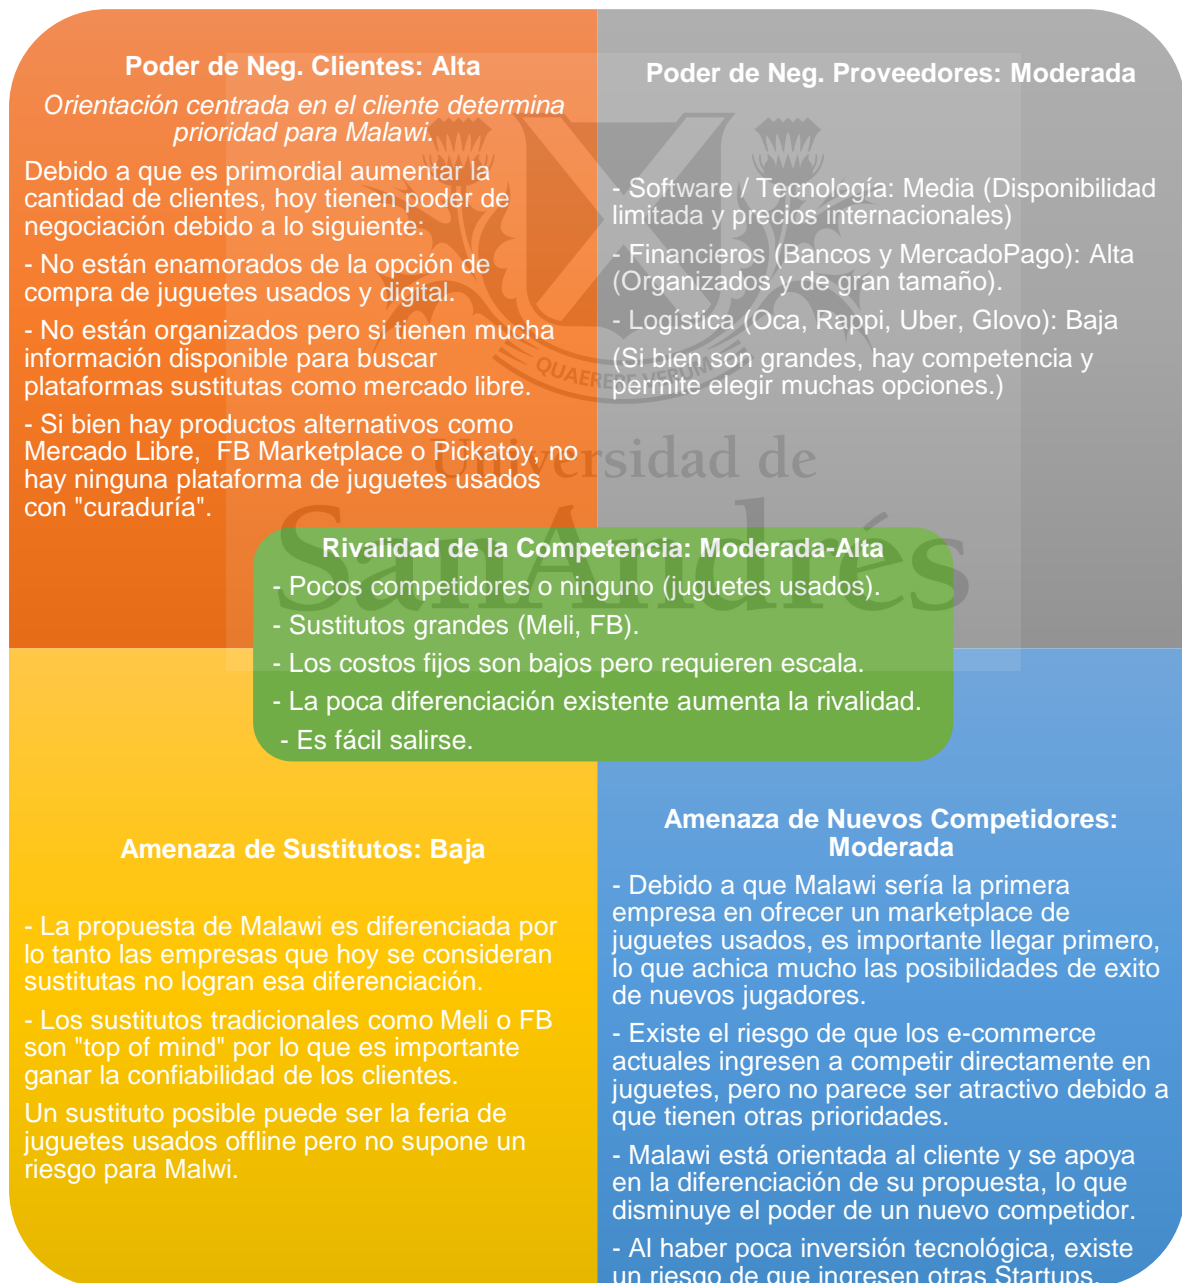 Poder de Neg. Clientes: Alta
Orientación centrada en el cliente determina
prioridad para Malawi.
Debido a que es primordial aumentar la
cantidad de clientes, hoy tienen poder de
negociación debido a lo siguiente:
- No están enamorados de la opción de
compra de juguetes usados y digital.
- No están organizados pero si tienen mucha
información disponible para buscar
plataformas sustitutas como mercado libre.
- Si bien hay productos alternativos como
Mercado Libre, FB Marketplace o Pickatoy, no
hay ninguna plataforma de juguetes usados
con "curaduría".
Poder de Neg. Proveedores: Moderada
- Software / Tecnología: Media (Disponibilidad
limitada y precios internacionales)
- Financieros (Bancos y MercadoPago): Alta
(Organizados y de gran tamaño).
- Logística (Oca, Rappi, Uber, Glovo): Baja
(Si bien son grandes, hay competencia y
permite elegir muchas opciones.)
QUAERERE VERUM
Universidad de
SanAndrés
Rivalidad de la Competencia: Moderada-Alta
- Pocos competidores o ninguno (juguetes usados).
- Sustitutos grandes (Meli, FB).
- Los costos fijos son bajos pero requieren escala.
- La poca diferenciación existente aumenta la rivalidad.
- Es fácil salirse.
Amenaza de Sustitutos: Baja
- La propuesta de Malawi es diferenciada por
lo tanto las empresas que hoy se consideran
sustitutas no logran esa diferenciación.
- Los sustitutos tradicionales como Meli o FB
son "top of mind" por lo que es importante
ganar la confiabilidad de los clientes.
Un sustituto posible puede ser la feria de
juguetes usados offline pero no supone un
riesgo para Malwi.
Amenaza de Nuevos Competidores:
Moderada
- Debido a que Malawi sería la primera
empresa en ofrecer un marketplace de
juguetes usados, es importante llegar primero,
lo que achica mucho las posibilidades de exito
de nuevos jugadores.
- Existe el riesgo de que los e-commerce
actuales ingresen a competir directamente en
juguetes, pero no parece ser atractivo debido a
que tienen otras prioridades.
- Malawi está orientada al cliente y se apoya
en la diferenciación de su propuesta, lo que
disminuye el poder de un nuevo competidor.
- Al haber poca inversión tecnológica, existe
un riesgo de que ingresen otras Startups